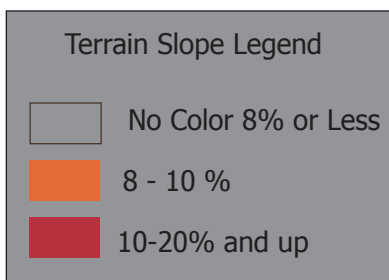 Terrain Slope Legend
No Color 8% or Less
8 - 10 %
10-20% and up